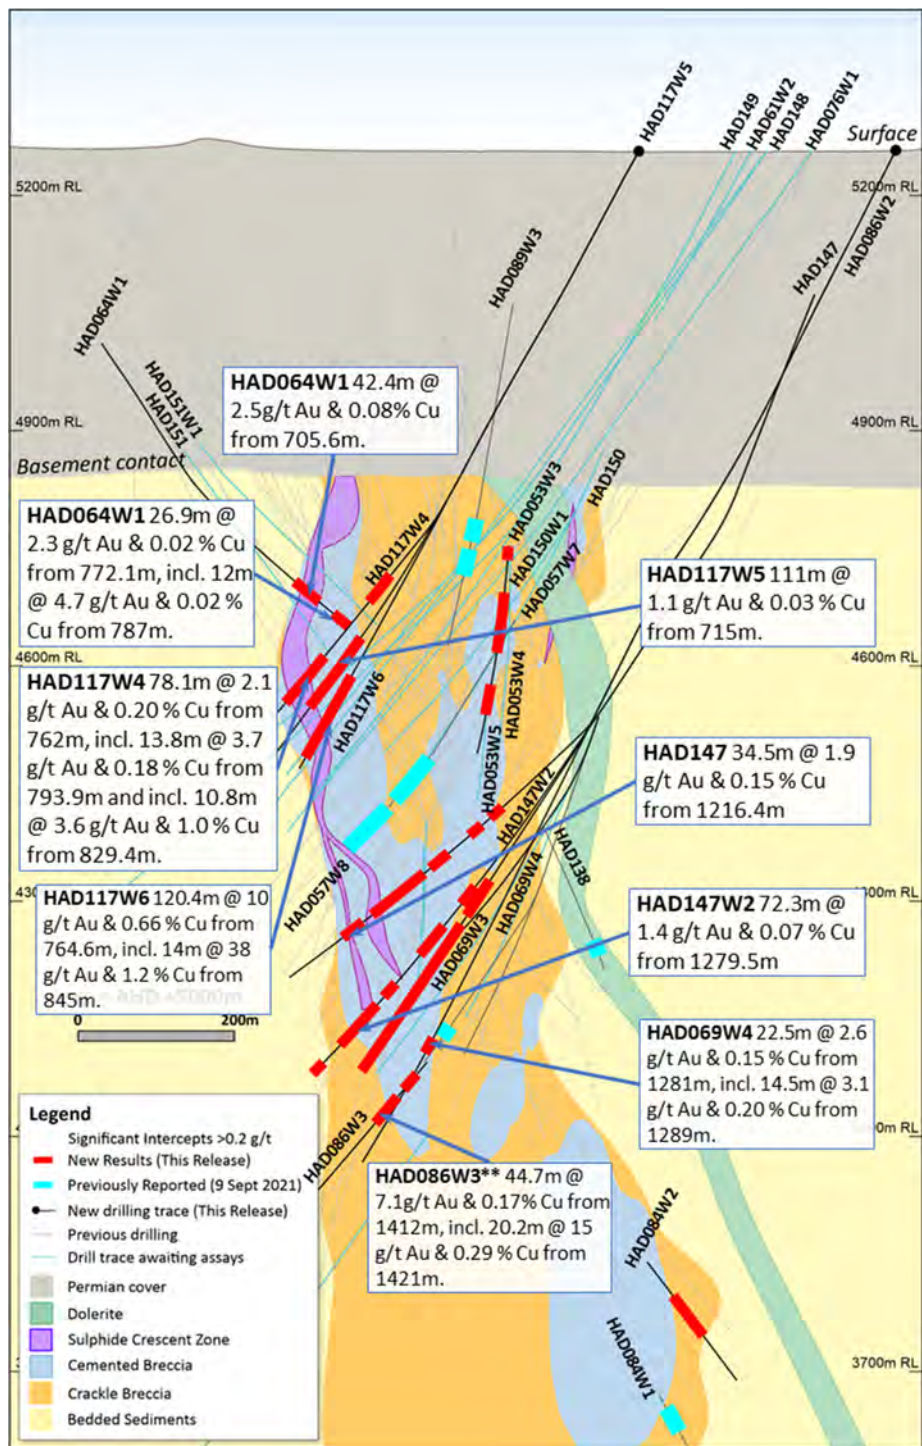 HAD117W5
HAD149
HAD61W2
HAD148
HAD076W1
Surface
5200m RL
5200m RL
HAD086W2
HAD147
HAD089W3
HAD064W1
HAD151W1
HAD151
HAD064W1 42.4m @
2.5g/t Au & 0.08% Cu
from 705.6m.
4900m RL
4900m RL
Basement contact
HAD053W3
HAD150
HAD150W1
HAD057W7
HAD117W4
HAD064W1 26.9m @
2.3 g/t Au & 0.02 % Cu
from 772.1m, incl. 12m
@ 4.7 g/t Au & 0.02 %
Cu from 787m.
HAD117W5 111m @
1.1 g/t Au & 0.03 % Cu
from 715m.
4600m RL
4600m RL
HAD117W6
HAD053W4
HAD053W5
HAD117W4 78.1m @ 2.1
g/t Au & 0.20 % Cu from
762m, incl. 13.8m @ 3.7
g/t Au & 0.18 % Cu from
793.9m and incl. 10.8m
@ 3.6 g/t Au & 1.0 % Cu
from 829.4m.
HAD147 34.5m @ 1.9
g/t Au & 0.15 % Cu
from 1216.4m
HAD147W2
HAD138
HAD057W8
HAD069W4
HAD069W3
HAD117W6 120.4m @ 10
g/t Au & 0.66 % Cu from
764.6m, incl. 14m @ 38
g/t Au & 1.2 % Cu from
845m.
HAD147W2 72.3m @
1.4 g/t Au & 0.07 % Cu
from 1279.5m
0 200m
HAD069W4 22.5m @ 2.6
g/t Au & 0.15 % Cu from
1281m, incl. 14.5m @ 3.1
g/t Au & 0.20 % Cu from
1289m.
HAD086W3
HAD086W3** 44.7m @
7.1g/t Au & 0.17% Cu from
1412m, incl. 20.2m @ 15
g/t Au & 0.29 % Cu from
1421m.
HAD084W2
HAD084W1
3700m RL
Legend
Significant Intercepts >0.2 g/t
New Results (This Release)
Previously Reported (9 Sept 2021)
New drilling trace (This Release)
Previous drilling
Drill trace awaiting assays
Permian cover
Dolerite
Sulphide Crescent Zone
Cemented Breccia
Crackle Breccia
Bedded Sediments